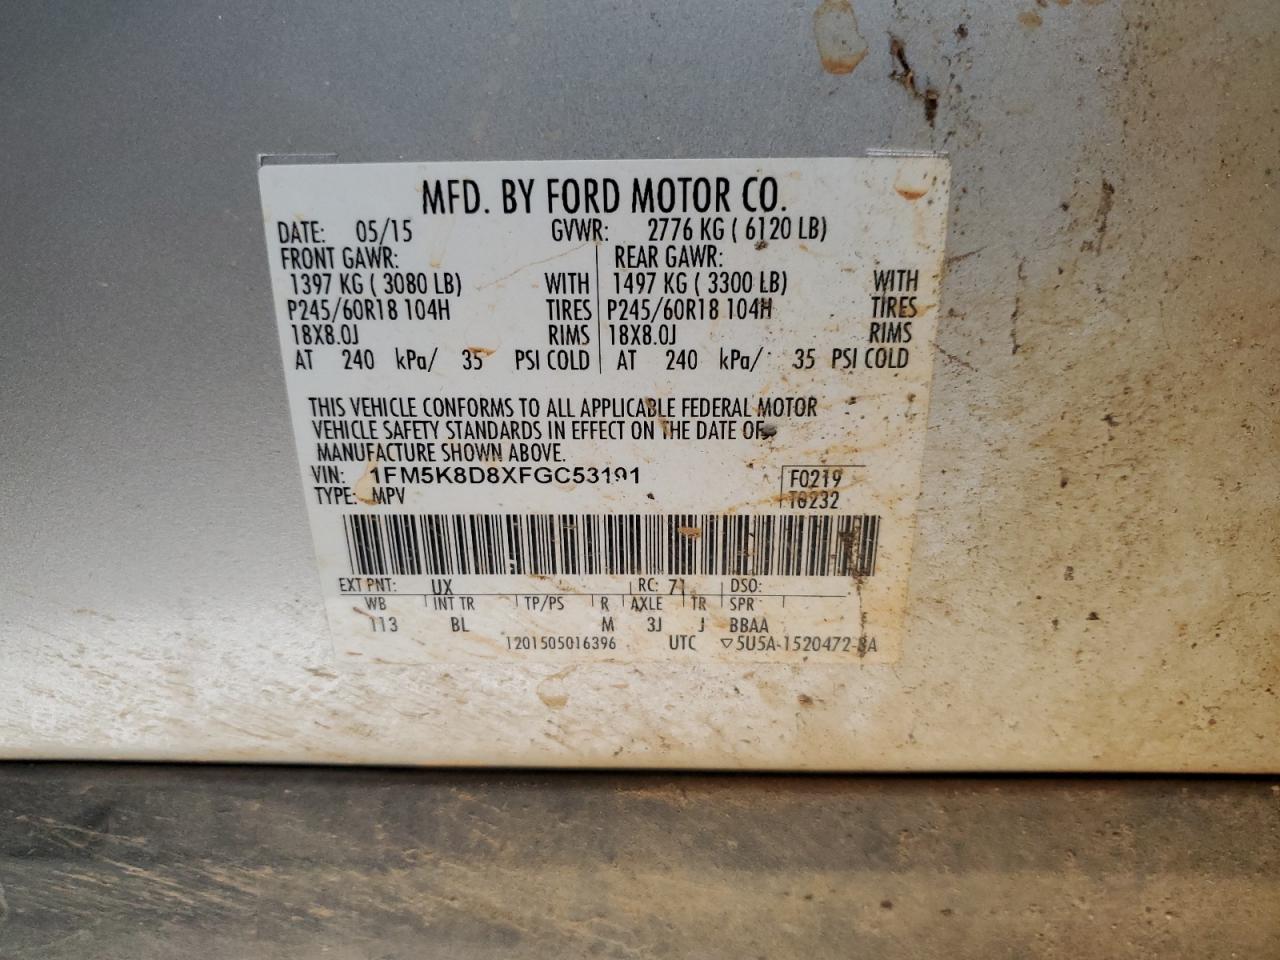 MFD. BY FORD MOTOR CO.
DATE: 05/15 GVWR: 2776 KG ( 6120 LB)
FRONT GAWR: REAR GAWR:
1397 KG ( 3080 LB) WITH 1497 KG ( 3300 LB) WITH
P245/60R18 104H TIRES P245/60R18 104H TIRES
18X8.0J RIMS 18X8.0J RIMS
AT 240 kPa/ 35 PSI COLD AT 240 kPa/ 35 PSI COLD
THIS VEHICLE CONFORMS TO ALL APPLICABLE FEDERAL MOTOR
VEHICLE SAFETY STANDARDS IN EFFECT ON THE DATE OF
MANUFACTURE SHOWN ABOVE.
VIN: 1FM5K8D8XFGC53191 F0219
TYPE: MPV T0232
EXT PNT: UX RC: 71 DSO:
WB INT TR TP/PS R AXLE TR SPR
113 BL M 3J J BBAA
1201505016396 UTC ▽5U5A-1520472-BA